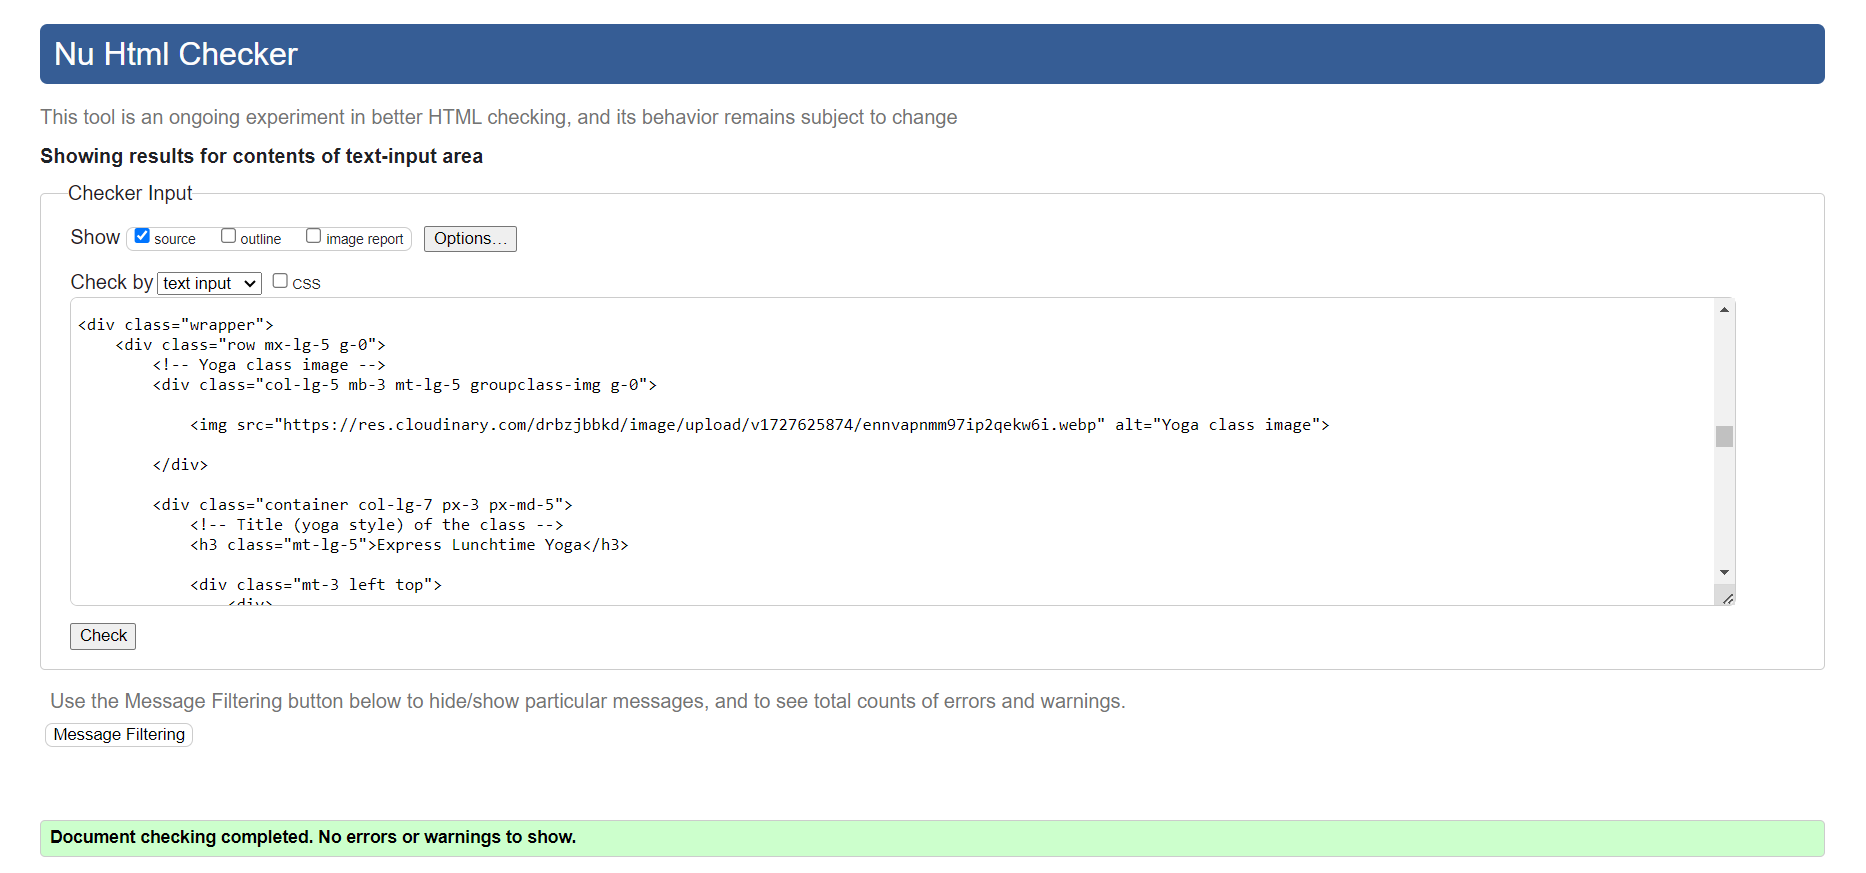 Nu Html Checker
This tool is an ongoing experiment in better HTML checking, and its behavior remains subject to change
Showing results for contents of text-input area
Checker Input
Show source outline image report Options...
Check by text input CSS
<div class="wrapper">
<div class="row mx-lg-5 g-0">
<!-- Yoga class image -->
<div class="col-lg-5 mb-3 mt-lg-5 groupclass-img g-0">
<img src="https://res.cloudinary.com/drbzjbbkd/image/upload/v1727625874/ennvapnmm97ip2qekw6i.webp" alt="Yoga class image">
</div>
<div class="container col-lg-7 px-3 px-md-5">
<!-- Title (yoga style) of the class -->
<h3 class="mt-lg-5">Express Lunchtime Yoga</h3>
<div class="mt-3 left top">
<div>
Check
Use the Message Filtering button below to hide/show particular messages, and to see total counts of errors and warnings.
Message Filtering
Document checking completed. No errors or warnings to show.